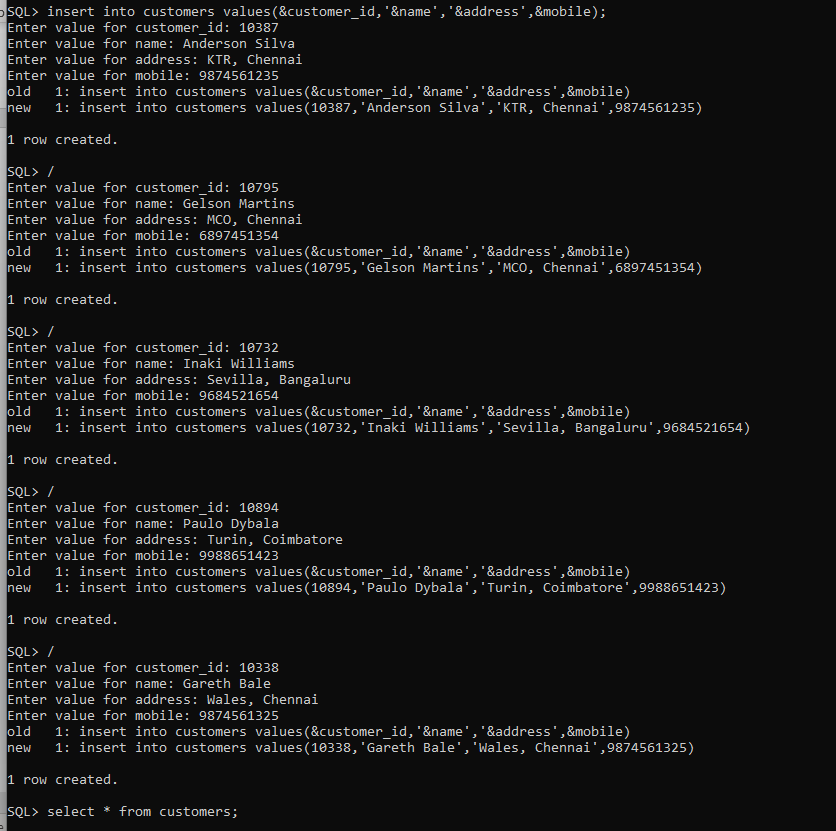 SQL> insert into customers values(&customer_id,'&name','&address',&mobile);
Enter value for customer_id: 10387
Enter value for name: Anderson Silva
Enter value for address: KTR, Chennai
Enter value for mobile: 9874561235
old   1: insert into customers values(&customer_id,'&name','&address',&mobile)
new   1: insert into customers values(10387,'Anderson Silva','KTR, Chennai',9874561235)
1 row created.
SQL> /
Enter value for customer_id: 10795
Enter value for name: Gelson Martins
Enter value for address: MCO, Chennai
Enter value for mobile: 6897451354
old   1: insert into customers values(&customer_id,'&name','&address',&mobile)
new   1: insert into customers values(10795,'Gelson Martins','MCO, Chennai',6897451354)
1 row created.
SQL> /
Enter value for customer_id: 10732
Enter value for name: Inaki Williams
Enter value for address: Sevilla, Bangaluru
Enter value for mobile: 9684521654
old   1: insert into customers values(&customer_id,'&name','&address',&mobile)
new   1: insert into customers values(10732,'Inaki Williams','Sevilla, Bangaluru',9684521654)
1 row created.
SQL> /
Enter value for customer_id: 10894
Enter value for name: Paulo Dybala
Enter value for address: Turin, Coimbatore
Enter value for mobile: 9988651423
old   1: insert into customers values(&customer_id,'&name','&address',&mobile)
new   1: insert into customers values(10894,'Paulo Dybala','Turin, Coimbatore',9988651423)
1 row created.
SQL> /
Enter value for customer_id: 10338
Enter value for name: Gareth Bale
Enter value for address: Wales, Chennai
Enter value for mobile: 9874561325
old   1: insert into customers values(&customer_id,'&name','&address',&mobile)
new   1: insert into customers values(10338,'Gareth Bale','Wales, Chennai',9874561325)
1 row created.
SQL> select * from customers;